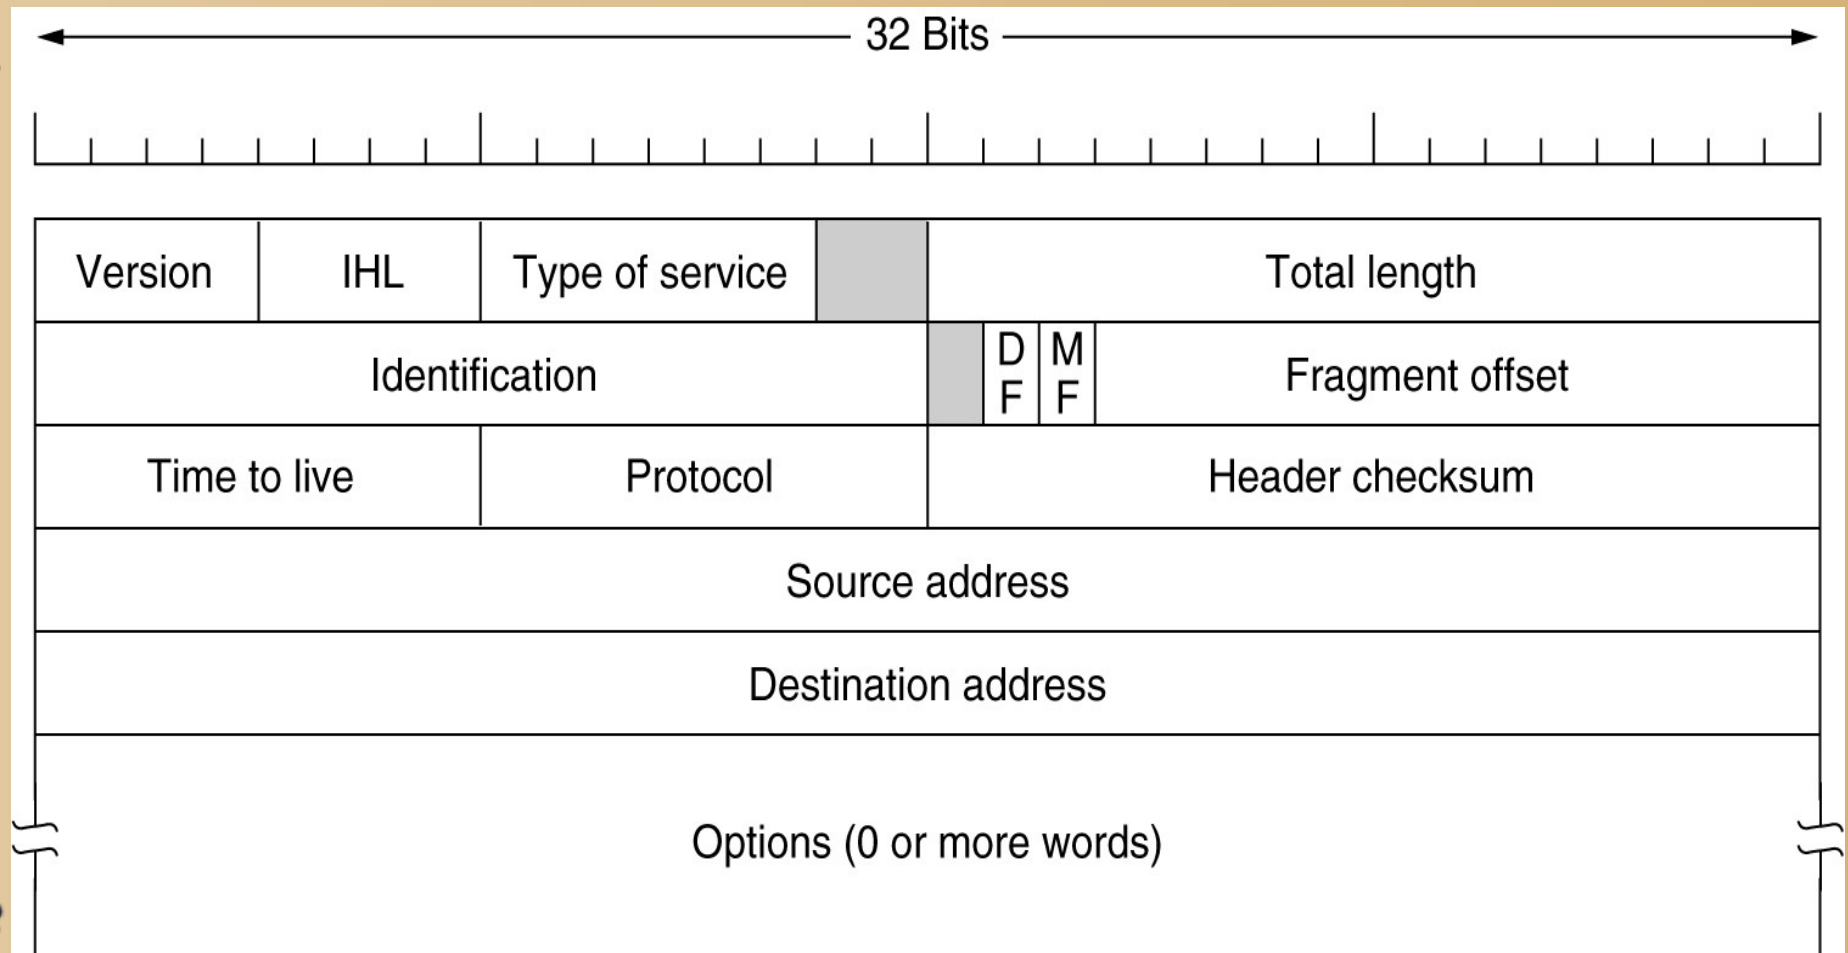 32 Bits
Version IHL Type of service Total length
Identification D F M F Fragment offset
Time to live Protocol Header checksum
Source address
Destination address
Options (0 or more words)